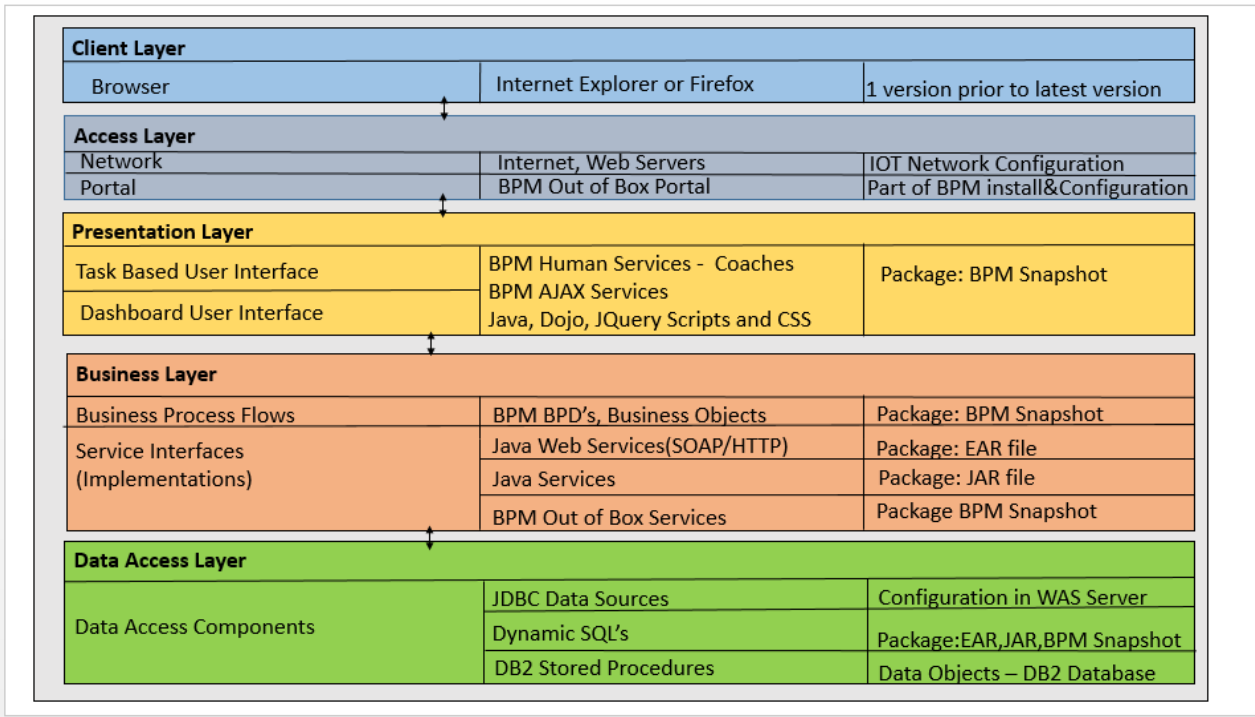 Client Layer
Browser Internet Explorer or Firefox 1 version prior to latest version
Access Layer
Network Internet, Web Servers IOT Network Configuration
Portal BPM Out of Box Portal Part of BPM install&Configuration
Presentation Layer
Task Based User Interface BPM Human Services - Coaches Package: BPM Snapshot
BPM AJAX Services
Dashboard User Interface Java, Dojo, JQuery Scripts and CSS
Business Layer
Business Process Flows BPM BPD’s, Business Objects Package: BPM Snapshot
Service Interfaces Java Web Services(SOAP/HTTP) Package: EAR file
(Implementations) Java Services Package: JAR file
BPM Out of Box Services Package BPM Snapshot
Data Access Layer
JDBC Data Sources Configuration in WAS Server
Data Access Components Dynamic SQL’s Package:EAR,JAR,BPM Snapshot
DB2 Stored Procedures Data Objects – DB2 Database